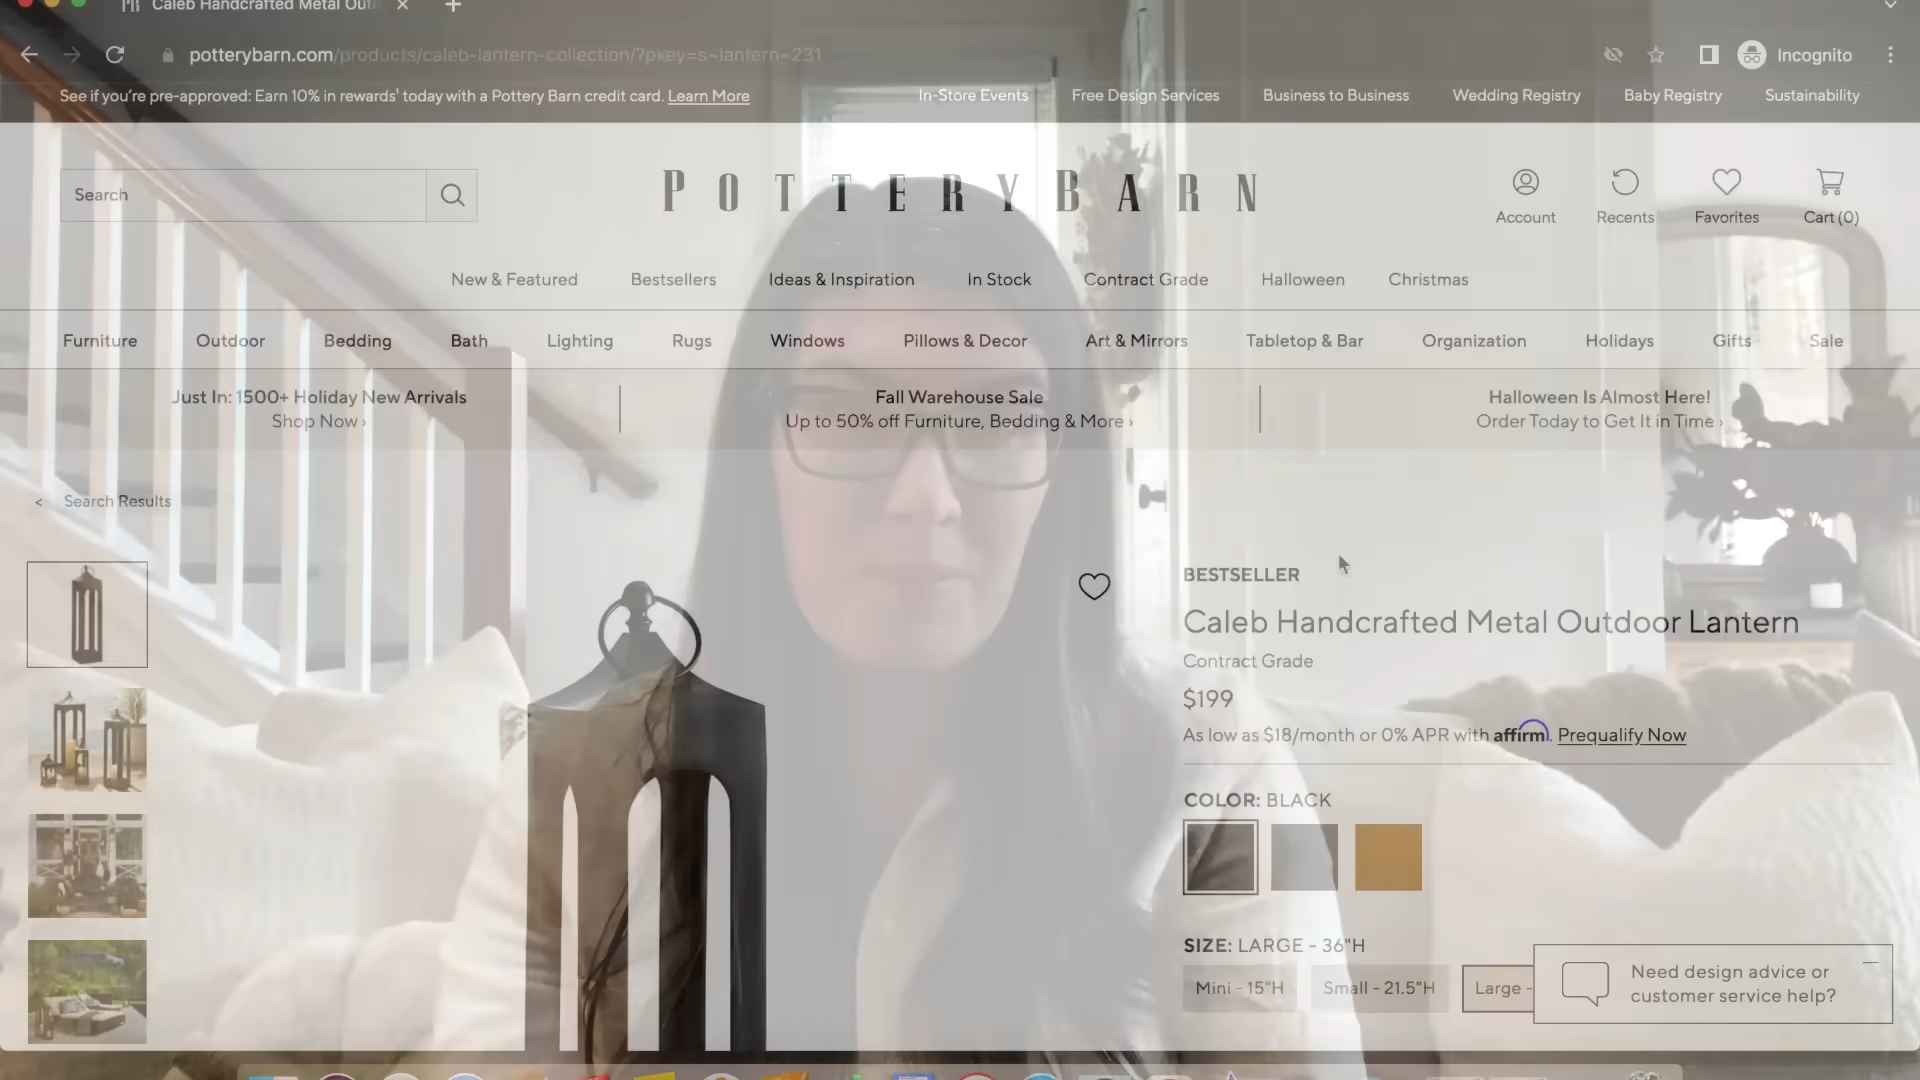 Caleb Handcrafted Metal Out
potterybarn.com/products/caleb-lantern-collection/?pkey=s~lantern~231
Incognito
See if you're pre-approved: Earn 10% in rewards¹ today with a Pottery Barn credit card. Learn More
In-Store Events
Free Design Services
Business to Business
Wedding Registry
Baby Registry
Sustainability
Search
POTTERY BARN
Account
Recents
Favorites
Cart (0)
New & Featured
Bestsellers
Ideas & Inspiration
In Stock
Contract Grade
Halloween
Christmas
Furniture
Outdoor
Bedding
Bath
Lighting
Rugs
Windows
Pillows & Decor
Art & Mirrors
Tabletop & Bar
Organization
Holidays
Gifts
Sale
Just In: 1500+ Holiday New Arrivals
Shop Now ›
Fall Warehouse Sale
Up to 50% off Furniture, Bedding & More ›
Halloween Is Almost Here!
Order Today to Get It in Time ›
< Search Results
BESTSELLER
Caleb Handcrafted Metal Outdoor Lantern
Contract Grade
$199
As low as $18/month or 0% APR with affirm. Prequalify Now
COLOR: BLACK
SIZE: LARGE - 36"H
Mini - 15"H
Small - 21.5"H
Large -
Need design advice or
customer service help?